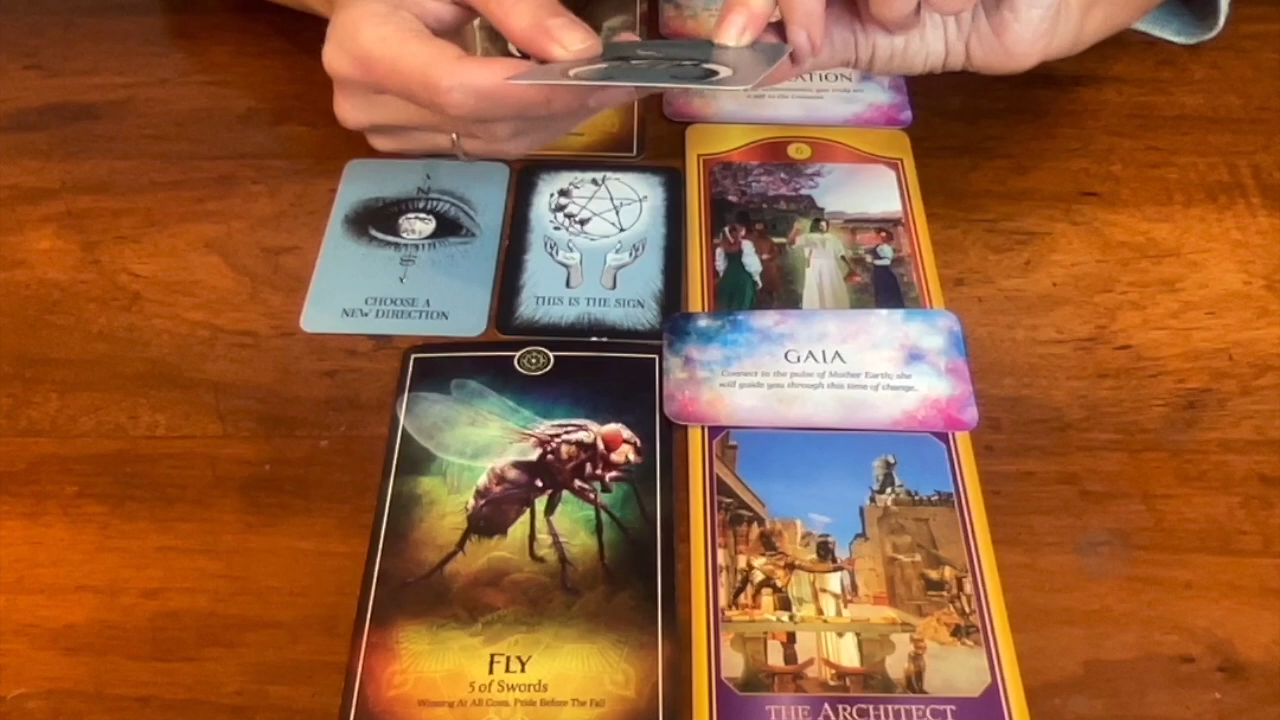 6
N
S
CHOOSE A
NEW DIRECTION
THIS IS THE SIGN
GAIA
Connect to the pulse of Mother Earth; she
will guide you through this time of change.
FLY
5 of Swords
Winning At All Costs, Pride Before The Fall
THE ARCHITECT